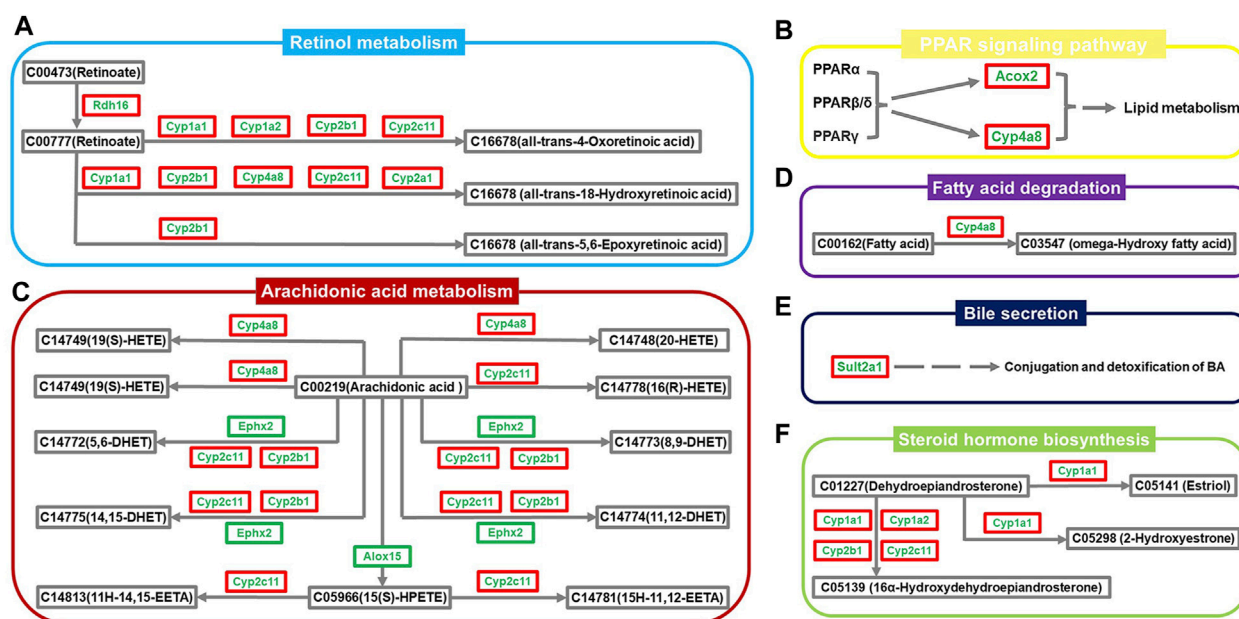 A
Retinol metabolism
C00473(Retinoate)
Rdh16
C00777(Retinoate)
Cyp1a1 Cyp1a2 Cyp2b1 Cyp2c11
C16678(all-trans-4-Oxoretinoic acid)
Cyp1a1 Cyp2b1 Cyp4a8 Cyp2c11 Cyp2a1
C16678 (all-trans-18-Hydroxyretinoic acid)
Cyp2b1
C16678 (all-trans-5,6-Epoxyretinoic acid)
B
PPAR signaling pathway
PPARα
PPARβ/δ
PPARγ
Acox2
Cyp4a8
Lipid metabolism
C
Arachidonic acid metabolism
Cyp4a8 Cyp4a8
C14749(19(S)-HETE) C14748(20-HETE)
Cyp4a8 Cyp2c11
C14749(19(S)-HETE) C00219(Arachidonic acid ) C14778(16(R)-HETE)
Ephx2 Ephx2
C14772(5,6-DHET) C14773(8,9-DHET)
Cyp2c11 Cyp2b1 Cyp2c11 Cyp2b1
Cyp2c11 Cyp2b1 Cyp2c11 Cyp2b1
C14775(14,15-DHET) C14774(11,12-DHET)
Ephx2 Ephx2
Alox15
Cyp2c11 Cyp2c11
C14813(11H-14,15-EETA) C05966(15(S)-HPETE) C14781(15H-11,12-EETA)
D
Fatty acid degradation
Cyp4a8
C00162(Fatty acid) C03547 (omega-Hydroxy fatty acid)
E
Bile secretion
Sult2a1 Conjugation and detoxification of BA
F
Steroid hormone biosynthesis
Cyp1a1
C01227(Dehydroepiandrosterone) C05141 (Estriol)
Cyp1a1 Cyp1a2 Cyp1a1
Cyp2b1 Cyp2c11
C05298 (2-Hydroxyestrone)
C05139 (16α-Hydroxydehydroepiandrosterone)